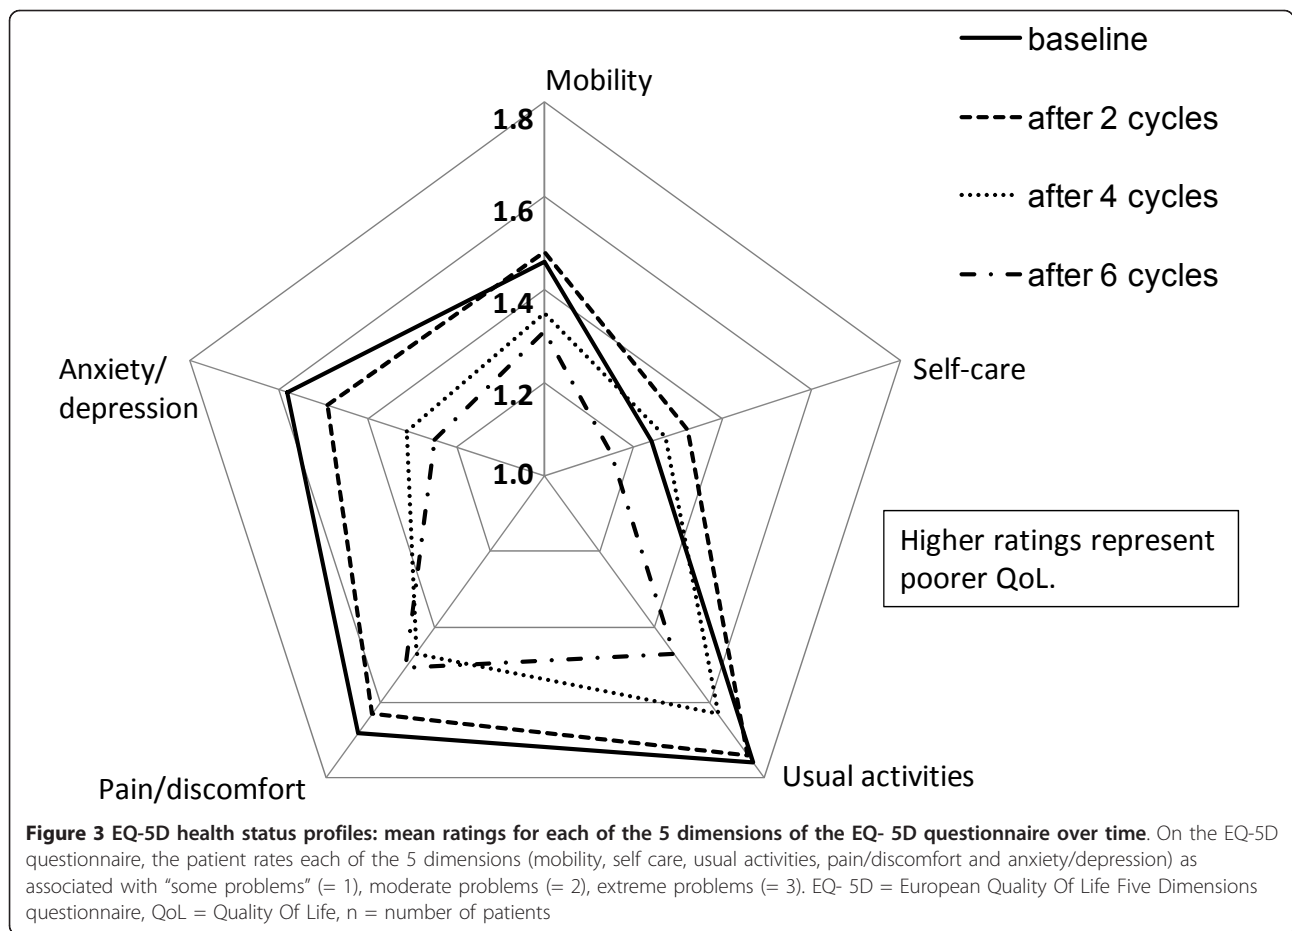 baseline
after 2 cycles
after 4 cycles
after 6 cycles
Mobility
1.8
1.6
1.4
1.2
1.0
Self-care
Anxiety/
depression
Higher ratings represent
poorer QoL.
Usual activities
Pain/discomfort
Figure 3 EQ-5D health status profiles: mean ratings for each of the 5 dimensions of the EQ- 5D questionnaire over time. On the EQ-5D
questionnaire, the patient rates each of the 5 dimensions (mobility, self care, usual activities, pain/discomfort and anxiety/depression) as
associated with “some problems” (= 1), moderate problems (= 2), extreme problems (= 3). EQ- 5D = European Quality Of Life Five Dimensions
questionnaire, QoL = Quality Of Life, n = number of patients